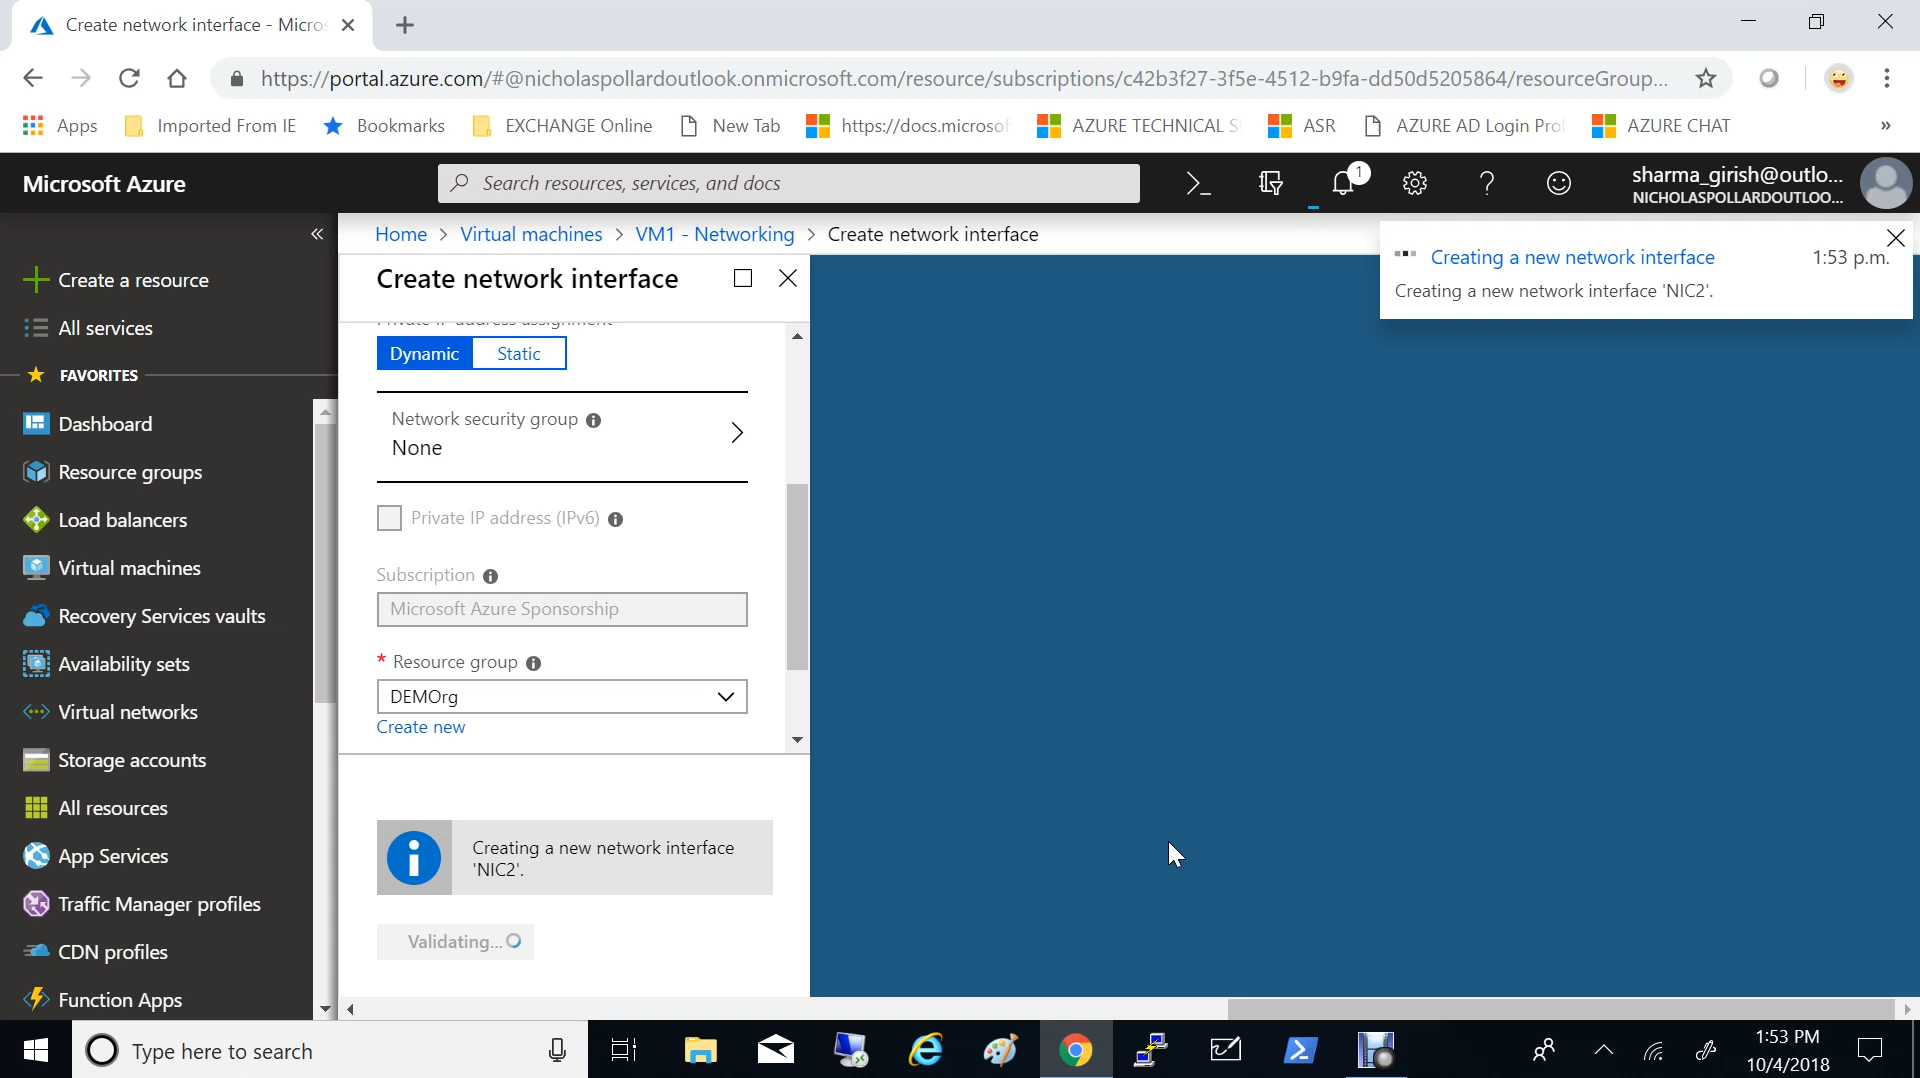 Create network interface - Micros
https://portal.azure.com/#@nicholaspollardoutlook.onmicrosoft.com/resource/subscriptions/c42b3f27-3f5e-4512-b9fa-dd50d5205864/resourceGroup...
Apps
Imported From IE
Bookmarks
EXCHANGE Online
New Tab
https://docs.microsof
AZURE TECHNICAL S
ASR
AZURE AD Login Pro
AZURE CHAT
»
Microsoft Azure
Search resources, services, and docs
1
sharma_girish@outlo...
NICHOLASPOLLARDOUTLOO...
Home > Virtual machines > VM1 - Networking > Create network interface
Creating a new network interface
1:53 p.m.
Creating a new network interface 'NIC2'.
Create a resource
All services
FAVORITES
Dashboard
Resource groups
Load balancers
Virtual machines
Recovery Services vaults
Availability sets
Virtual networks
Storage accounts
All resources
App Services
Traffic Manager profiles
CDN profiles
Function Apps
Create network interface
Private IP address assignment
Dynamic
Static
Network security group
None
Private IP address (IPv6)
Subscription
Microsoft Azure Sponsorship
* Resource group
DEMOrg
Create new
Creating a new network interface
'NIC2'.
Validating...
Type here to search
1:53 PM
10/4/2018